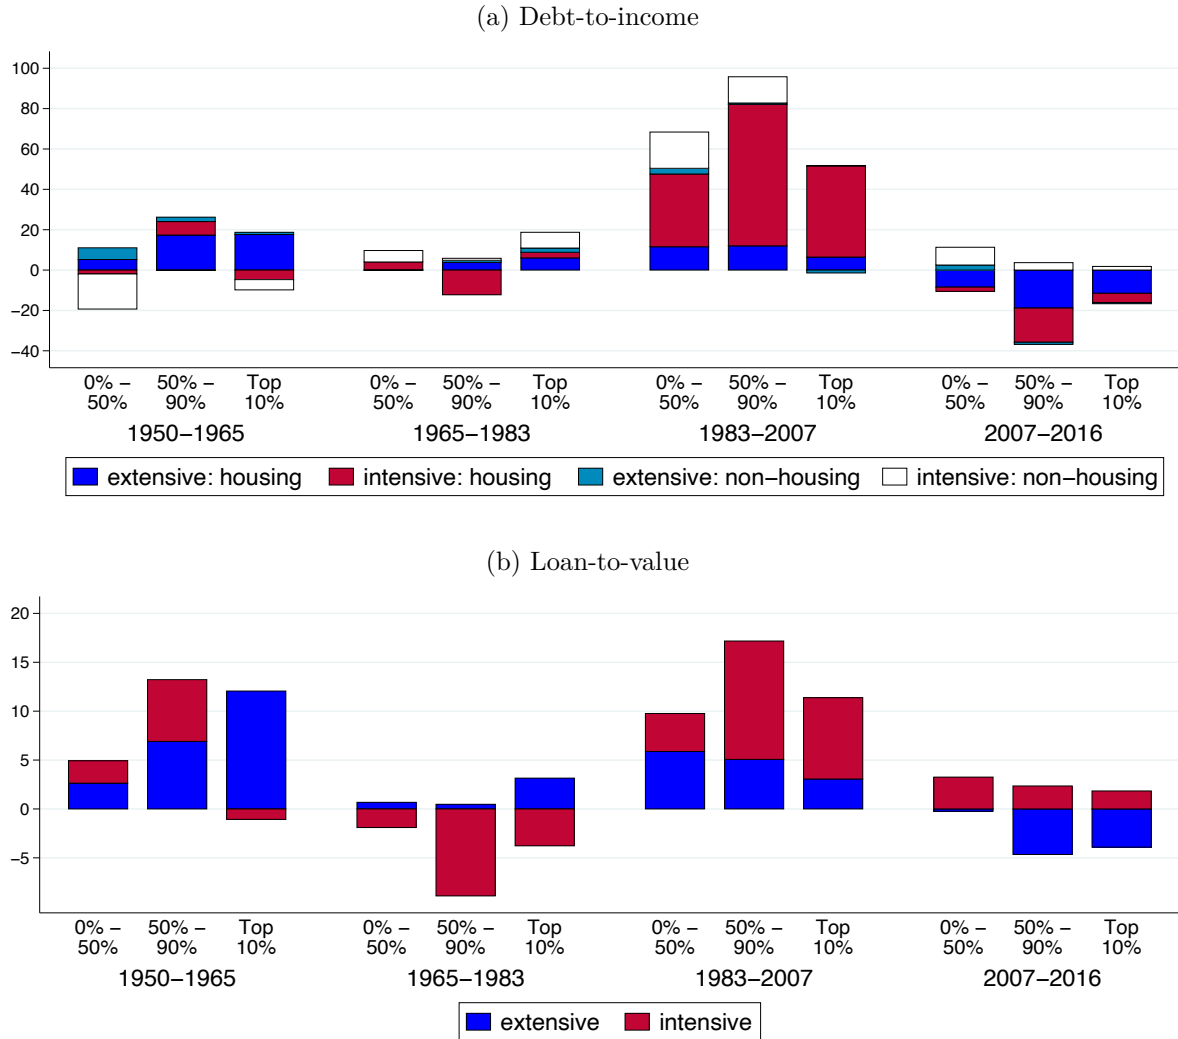 (a) Debt-to-income
100
80
60
40
20
0
−20
−40
0% − 50% − Top 0% − 50% − Top 0% − 50% − Top 0% − 50% − Top
50% 90% 10% 50% 90% 10% 50% 90% 10% 50% 90% 10%
1950−1965 1965−1983 1983−2007 2007−2016
extensive: housing intensive: housing extensive: non−housing intensive: non−housing
(b) Loan-to-value
20
15
10
5
0
−5
0% − 50% − Top 0% − 50% − Top 0% − 50% − Top 0% − 50% − Top
50% 90% 10% 50% 90% 10% 50% 90% 10% 50% 90% 10%
1950−1965 1965−1983 1983−2007 2007−2016
extensive intensive